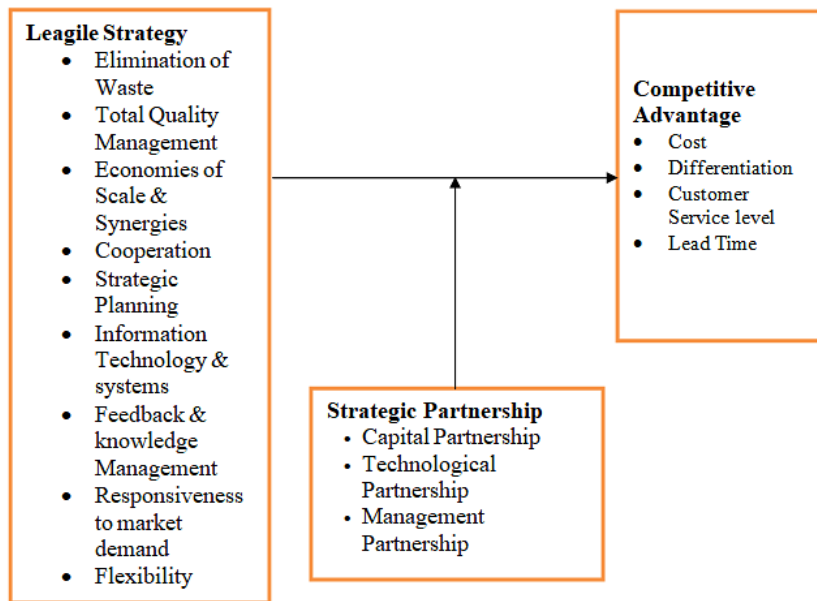 Leagile Strategy
• Elimination of
Waste
• Total Quality
Management
• Economies of
Scale &
Synergies
• Cooperation
• Strategic
Planning
• Information
Technology &
systems
• Feedback &
knowledge
Management
• Responsiveness
to market
demand
• Flexibility
Strategic Partnership
• Capital Partnership
• Technological
Partnership
• Management
Partnership
Competitive
Advantage
• Cost
• Differentiation
• Customer
Service level
• Lead Time